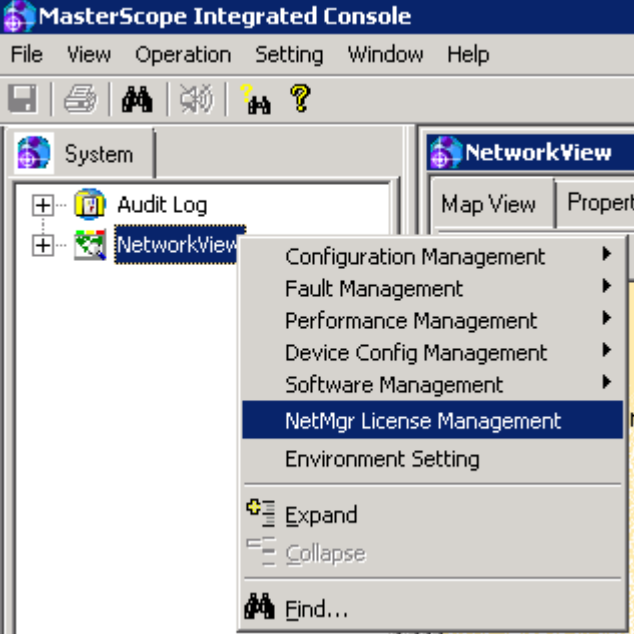 MasterScope Integrated Console
File View Operation Setting Window Help
System
NetworkView
Audit Log
Map View
NetworkView
Configuration Management
Fault Management
Performance Management
Device Config Management
Software Management
NetMgr License Management
Environment Setting
Expand
Collapse
Find...